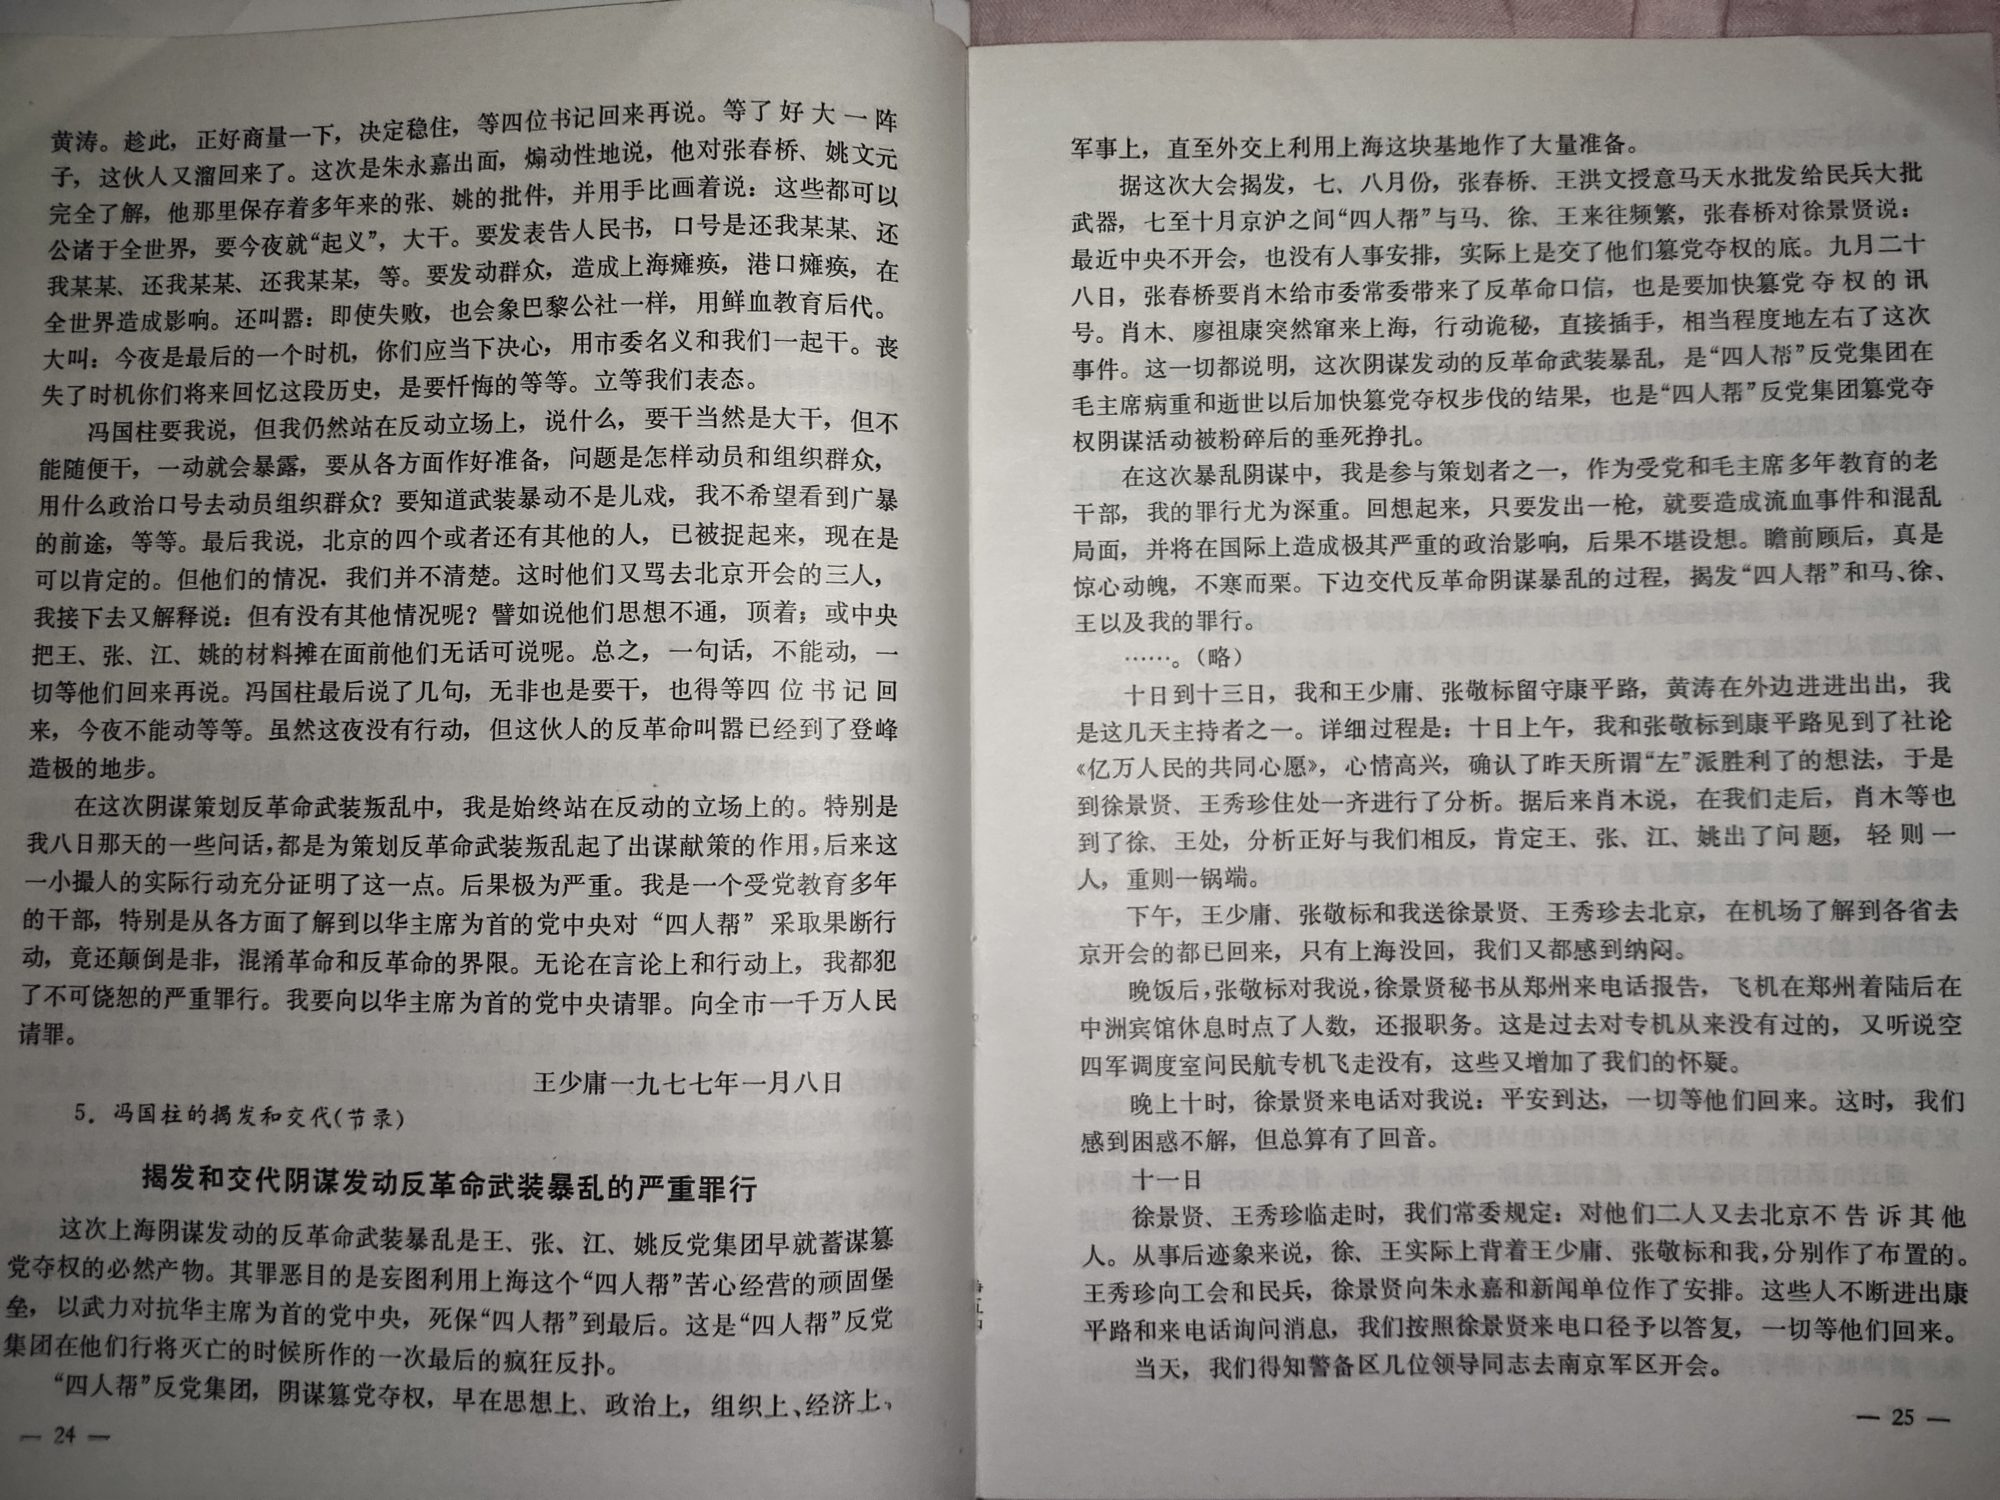 黄涛。趁此，正好商量一下，决定稳住，等四位书记回来再说。等了好大一阵
子，这伙人又溜回来了。这次是朱永嘉出面，煽动性地说，他对张春桥、姚文元
完全了解，他那里保存着多年来的张、姚的批件，并用手比画着说：这些都可以
公诸于全世界，要今夜就“起义”，大干。要发表告人民书，口号是还我某某、还
我某某、还我某某、还我某某，等。要发动群众，造成上海瘫痪，港口瘫痪，在
全世界造成影响。还叫嚣：即使失败，也会象巴黎公社一样，用鲜血教育后代。
大叫：今夜是最后的一个时机，你们应当下决心，用市委名义和我们一起干。丧
失了时机你们将来回忆这段历史，是要忏悔的等等。立等我们表态。
冯国柱要我说，但我仍然站在反动立场上，说什么，要干当然是大干，但不
能随便干，一动就会暴露，要从各方面作好准备，问题是怎样动员和组织群众，
用什么政治口号去动员组织群众？要知道武装暴动不是儿戏，我不希望看到广暴
的前途，等等。最后我说，北京的四个或者还有其他的人，已被捉起来，现在是
可以肯定的。但他们的情况，我们并不清楚。这时他们又骂去北京开会的三人，
我接下去又解释说：但有没有其他情况呢？譬如说他们思想不通，顶着；或中央
把王、张、江、姚的材料摊在面前他们无话可说呢。总之，一句话，不能动，一
切等他们回来再说。冯国柱最后说了几句，无非也是要干，也得等四位书记回
来，今夜不能动等等。虽然这夜没有行动，但这伙人的反革命叫嚣已经到了登峰
造极的地步。
在这次阴谋策划反革命武装叛乱中，我是始终站在反动的立场上的。特别是
我八日那天的一些问话，都是为策划反革命武装叛乱起了出谋献策的作用，后来这
一小撮人的实际行动充分证明了这一点。后果极为严重。我是一个受党教育多年
的干部，特别是从各方面了解到以华主席为首的党中央对“四人帮”采取果断行
动，竟还颠倒是非，混淆革命和反革命的界限。无论在言论上和行动上，我都犯
了不可饶恕的严重罪行。我要向以华主席为首的党中央请罪。向全市一千万人民
请罪。
王少庸一九七七年一月八日
5．冯国柱的揭发和交代(节录)
揭发和交代阴谋发动反革命武装暴乱的严重罪行
这次上海阴谋发动的反革命武装暴乱是王、张、江、姚反党集团早就蓄谋篡
党夺权的必然产物。其罪恶目的是妄图利用上海这个“四人帮”苦心经营的顽固堡
垒，以武力对抗华主席为首的党中央，死保“四人帮”到最后。这是“四人帮”反党
集团在他们行将灭亡的时候所作的一次最后的疯狂反扑。
“四人帮”反党集团，阴谋篡党夺权，早在思想上、政治上，组织上、经济上，
— 24 —
军事上，直至外交上利用上海这块基地作了大量准备。
据这次大会揭发，七、八月份，张春桥、王洪文授意马天水批发给民兵大批
武器，七至十月京沪之间“四人帮”与马、徐、王来往频繁，张春桥对徐景贤说：
最近中央不开会，也没有人事安排，实际上是交了他们篡党夺权的底。九月二十
八日，张春桥要肖木给市委常委带来了反革命口信，也是要加快篡党夺权的讯
号。肖木、廖祖康突然窜来上海，行动诡秘，直接插手，相当程度地左右了这次
事件。这一切都说明，这次阴谋发动的反革命武装暴乱，是“四人帮”反党集团在
毛主席病重和逝世以后加快篡党夺权步伐的结果，也是“四人帮”反党集团篡党夺
权阴谋活动被粉碎后的垂死挣扎。
在这次暴乱阴谋中，我是参与策划者之一，作为受党和毛主席多年教育的老
干部，我的罪行尤为深重。回想起来，只要发出一枪，就要造成流血事件和混乱
局面，并将在国际上造成极其严重的政治影响，后果不堪设想。瞻前顾后，真是
惊心动魄，不寒而栗。下边交代反革命阴谋暴乱的过程，揭发“四人帮”和马、徐、
王以及我的罪行。
……。（略）
十日到十三日，我和王少庸、张敬标留守康平路，黄涛在外边进进出出，我
是这几天主持者之一。详细过程是：十日上午，我和张敬标到康平路见到了社论
《亿万人民的共同心愿》，心情高兴，确认了昨天所谓“左”派胜利了的想法，于是
到徐景贤、王秀珍住处一齐进行了分析。据后来肖木说，在我们走后，肖木等也
到了徐、王处，分析正好与我们相反，肯定王、张、江、姚出了问题，轻则一
人，重则一锅端。
下午，王少庸、张敬标和我送徐景贤、王秀珍去北京，在机场了解到各省去
京开会的都已回来，只有上海没回，我们又都感到纳闷。
晚饭后，张敬标对我说，徐景贤秘书从郑州来电话报告，飞机在郑州着陆后在
中洲宾馆休息时点了人数，还报职务。这是过去对专机从来没有过的，又听说空
四军调度室问民航专机飞走没有，这些又增加了我们的怀疑。
晚上十时，徐景贤来电话对我说：平安到达，一切等他们回来。这时，我们
感到困惑不解，但总算有了回音。
十一日
徐景贤、王秀珍临走时，我们常委规定：对他们二人又去北京不告诉其他
人。从事后迹象来说，徐、王实际上背着王少庸、张敬标和我，分别作了布置的。
王秀珍向工会和民兵，徐景贤向朱永嘉和新闻单位作了安排。这些人不断进出康
平路和来电话询问消息，我们按照徐景贤来电口径予以答复，一切等他们回来。
当天，我们得知警备区几位领导同志去南京军区开会。
— 25 —